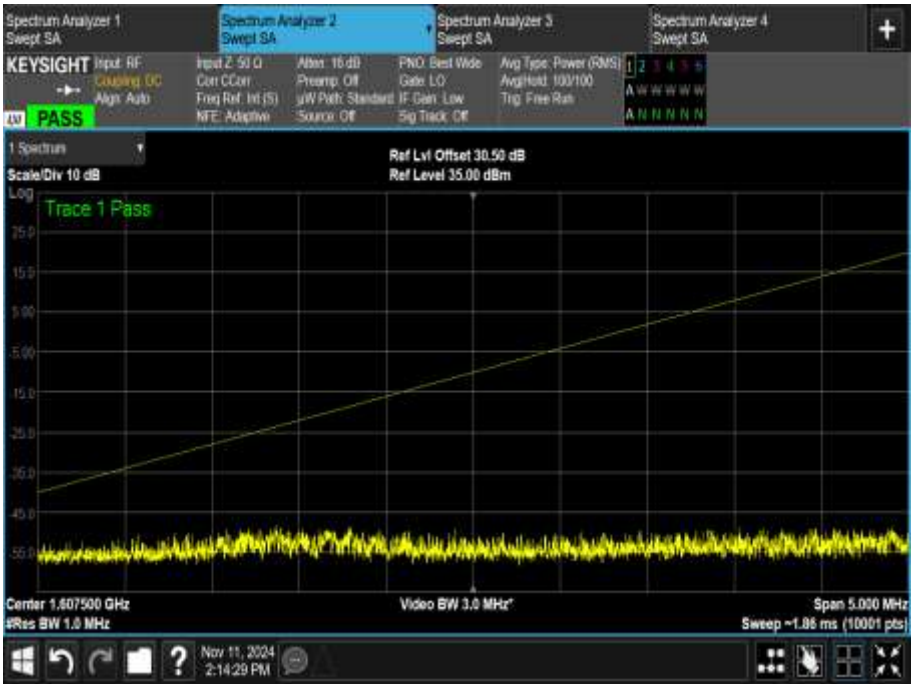 Spectrum Analyzer 1
Swept SA
Spectrum Analyzer 2
Swept SA
Spectrum Analyzer 3
Swept SA
Spectrum Analyzer 4
Swept SA
+
KEYSIGHT
Input: RF
Coupling: DC
Align: Auto
LXI
PASS
Input Z: 50 Ω
Corr CCorr
Freq Ref: Int (S)
NFE: Adaptive
Atten: 16 dB
Preamp: Off
µW Path: Standard
Source: Off
PNO: Best Wide
Gate: LO
IF Gain: Low
Sig Track: Off
Avg Type: Power (RMS)
Avg|Hold: 100/100
Trig: Free Run
1 2 3 4 5 6
A W W W W W
A N N N N N
1 Spectrum
Scale/Div 10 dB
Ref Lvl Offset 30.50 dB
Ref Level 35.00 dBm
Log
Trace 1 Pass
25.0
15.0
5.00
-5.00
-15.0
-25.0
-35.0
-45.0
-55.0
Center 1.607500 GHz
#Res BW 1.0 MHz
Video BW 3.0 MHz*
Span 5.000 MHz
Sweep ~1.86 ms (10001 pts)
?
Nov 11, 2024
2:14:29 PM